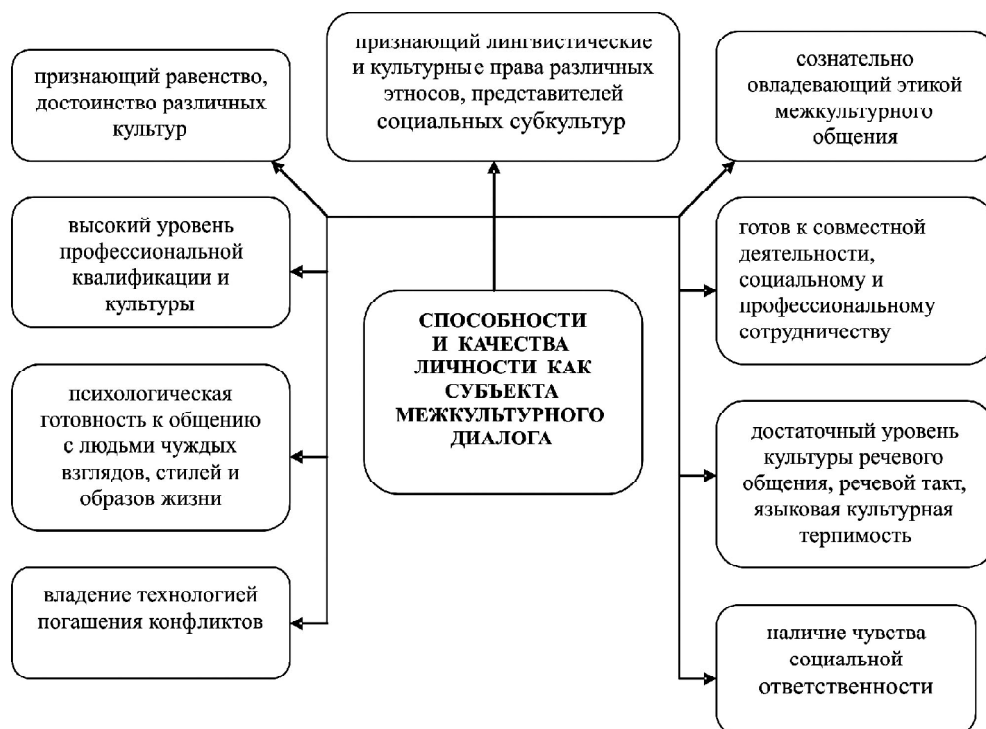 признающий равенство,
достоинство различных
культур
признающий лингвистические
и культурные права различных
этносов, представителей
социальных субкультур
сознательно
овладевающий этикой
межкультурного
общения
высокий уровень
профессиональной
квалификации и
культуры
готов к совместной
деятельности,
социальному и
профессиональному
сотрудничеству
СПОСОБНОСТИ
И КАЧЕСТВА
ЛИЧНОСТИ КАК
СУБЪЕКТА
МЕЖКУЛЬТУРНОГО
ДИАЛОГА
психологическая
готовность к общению
с людьми чуждых
взглядов, стилей и
образов жизни
достаточный уровень
культуры речевого
общения, речевой такт,
языковая культурная
терпимость
владение технологией
погашения конфликтов
наличие чувства
социальной
ответственности